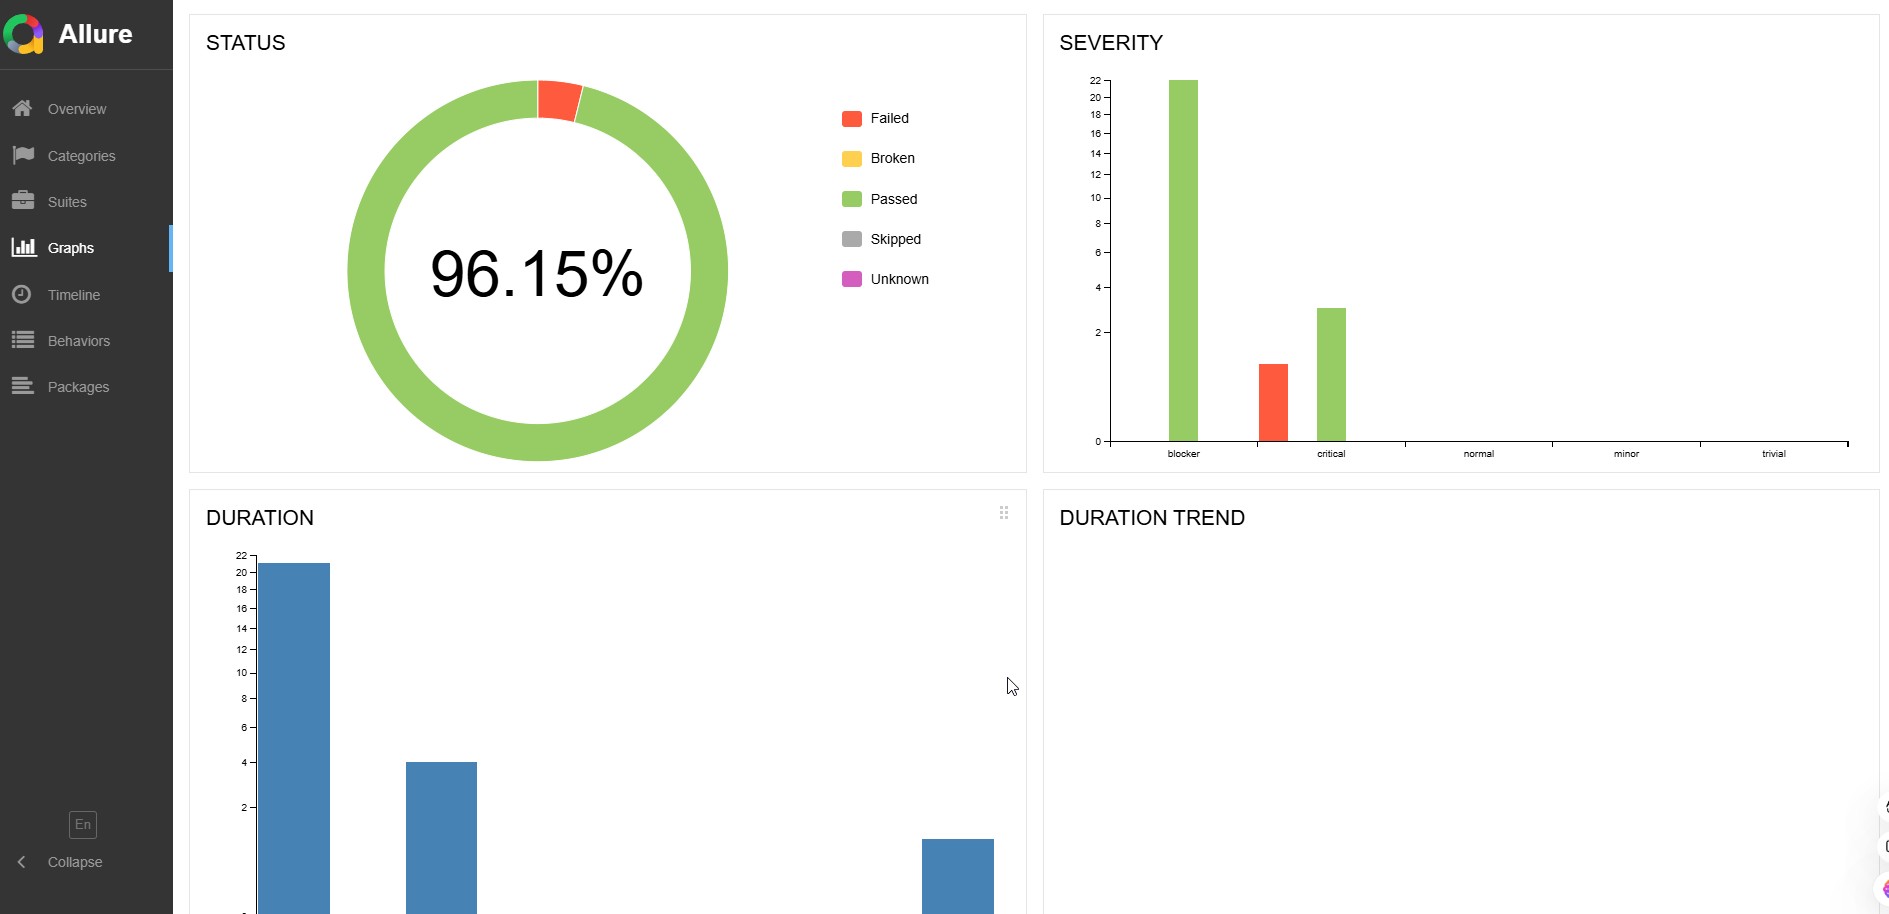 Allure
Overview
Categories
Suites
Graphs
Timeline
Behaviors
Packages
En
Collapse
STATUS
96.15%
Failed
Broken
Passed
Skipped
Unknown
SEVERITY
22
20
18
16
14
12
10
8
6
4
2
0
blocker
critical
normal
minor
trivial
DURATION
22
20
18
16
14
12
10
8
6
4
2
DURATION TREND